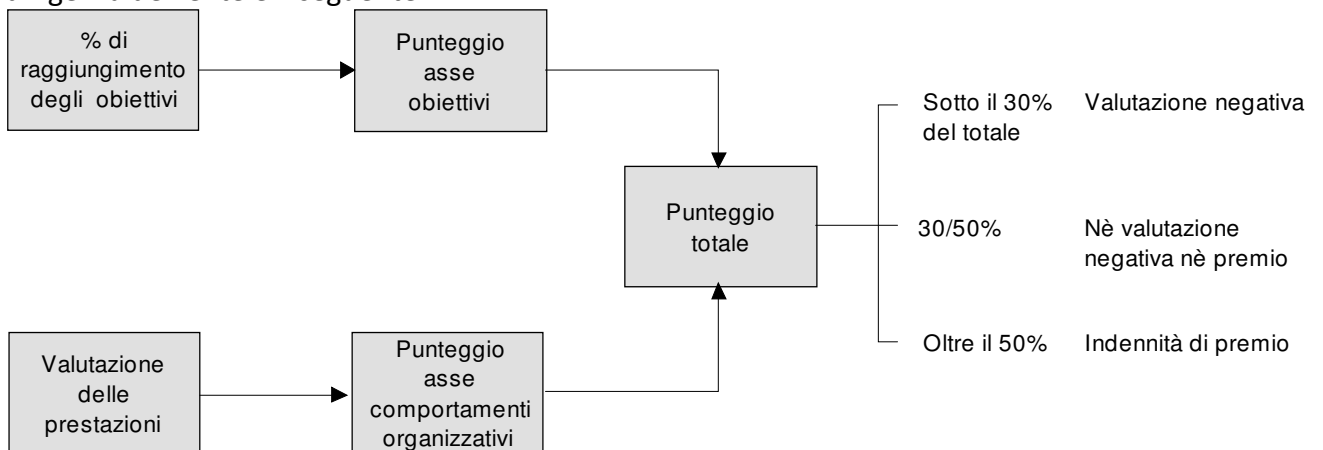 % di
raggiungimento
degli obiettivi
Punteggio
asse
obiettivi
Punteggio
totale
Sotto il 30% Valutazione negativa
del totale
30/50% Nè valutazione
negativa nè premio
Oltre il 50% Indennità di premio
Valutazione
delle
prestazioni
Punteggio
asse
comportamenti
organizzativi